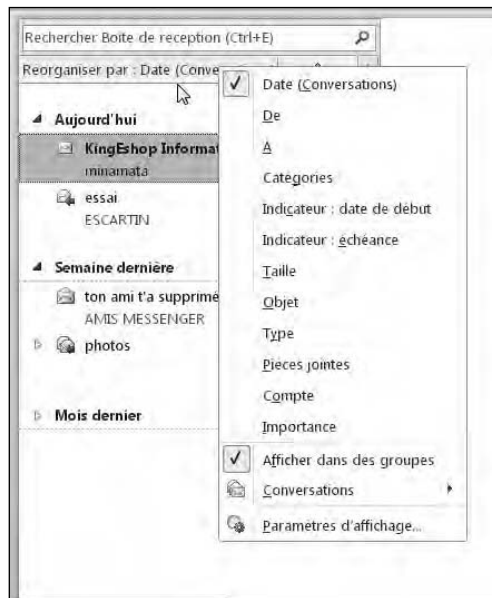 Rechercher Boîte de réception (Ctrl+E)
Réorganiser par : Date (Conve
Aujourd'hui
KingEshop Informat
minamata
essai
ESCARTIN
Semaine dernière
ton ami t'a supprimé
AMIS MESSENGER
photos
Mois dernier
Date (Conversations)
De
A
Catégories
Indicateur : date de début
Indicateur : échéance
Taille
Objet
Type
Pièces jointes
Compte
Importance
Afficher dans des groupes
Conversations
Paramètres d'affichage...